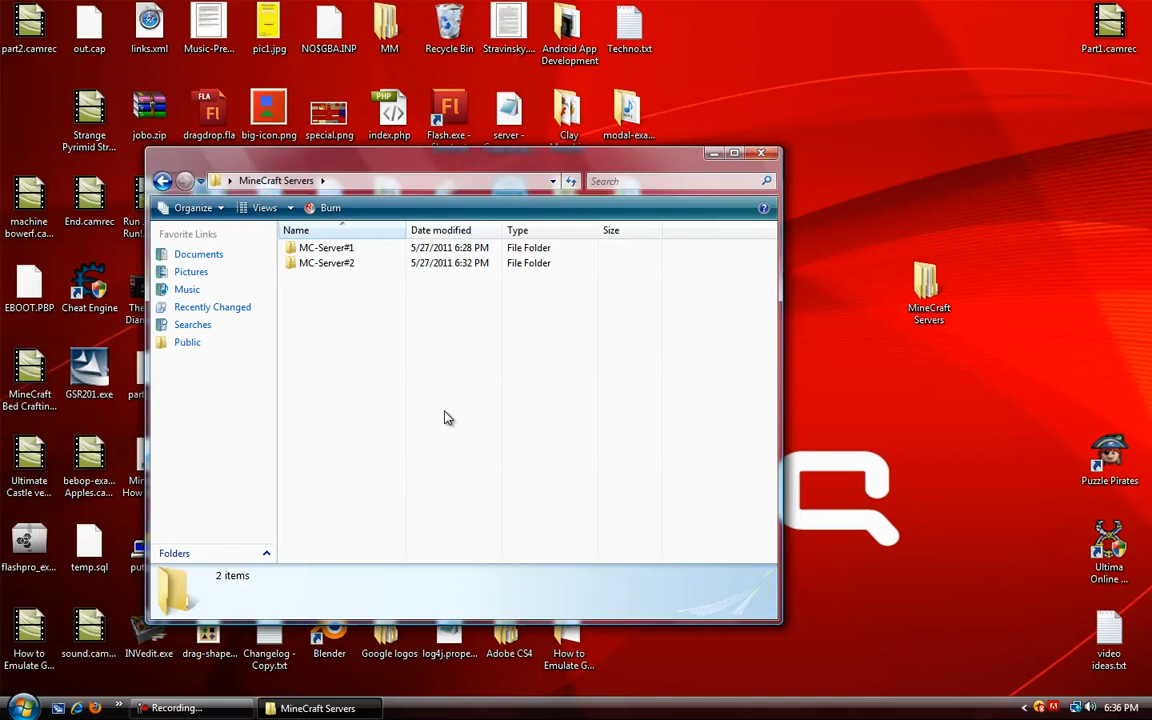 part2.camrec
out.cap
links.xml
Music-Pre...
pic1.jpg
NO$GBA.INP
MM
Recycle Bin
Stravinsky....
Android App
Development
Techno.txt
Part1.camrec
Strange
Pyrimid Str...
jobo.zip
dragdrop.fla
big-icon.png
special.png
index.php
Flash.exe -
server -
Clay
modal-exa...
machine
bowerf.ca...
End.camrec
Run
Run!
EBOOT.PBP
Cheat Engine
The
Dian
MineCraft
Bed Craftin...
GSR201.exe
part
Ultimate
Castle ve...
bebop-exa...
Apples.ca...
Min
How
flashpro_ex...
temp.sql
put
How to
Emulate G...
sound.cam...
INVedit.exe
drag-shape...
Changelog -
Copy.txt
Blender
Google logos
log4j.prope...
Adobe CS4
How to
Emulate G...
MineCraft
Servers
Puzzle Pirates
Ultima
Online ...
video
ideas.txt
MineCraft Servers
Search
Organize
Views
Burn
Favorite Links
Documents
Pictures
Music
Recently Changed
Searches
Public
Folders
Name Date modified Type Size
MC-Server#1 5/27/2011 6:28 PM File Folder
MC-Server#2 5/27/2011 6:32 PM File Folder
2 items
Recording...
MineCraft Servers
6:36 PM